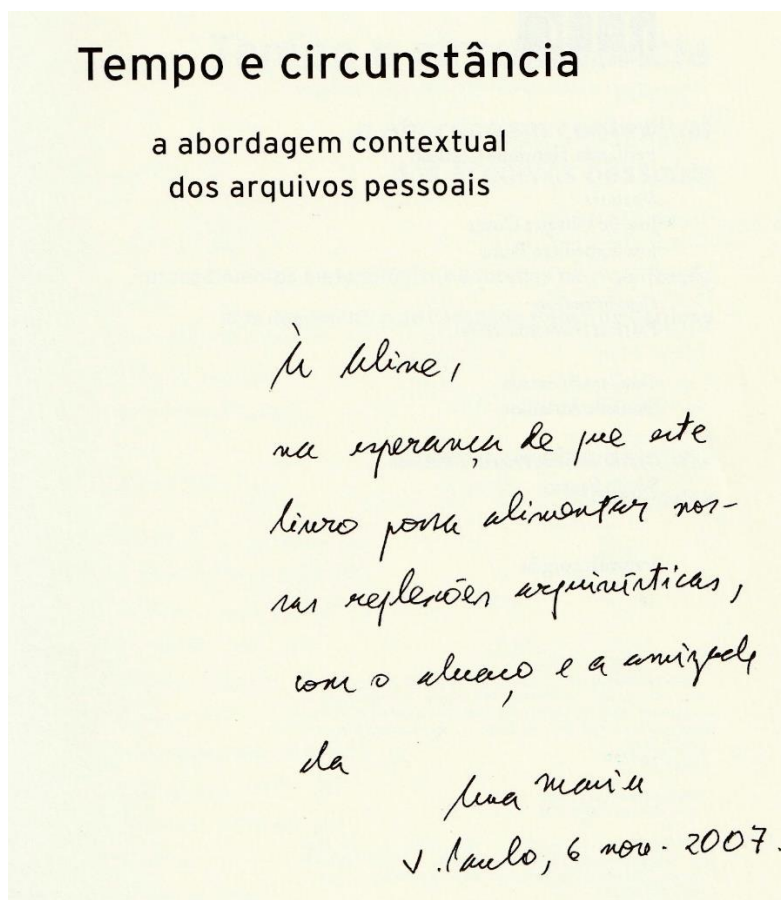 Tempo e circunstância
a abordagem contextual
dos arquivos pessoais
À Aline,
na esperança de que este
livro possa alimentar nos-
sas reflexões arquivísticas,
com o abraço e a amizade
da
Ana Maria
S. Paulo, 6 nov. 2007.